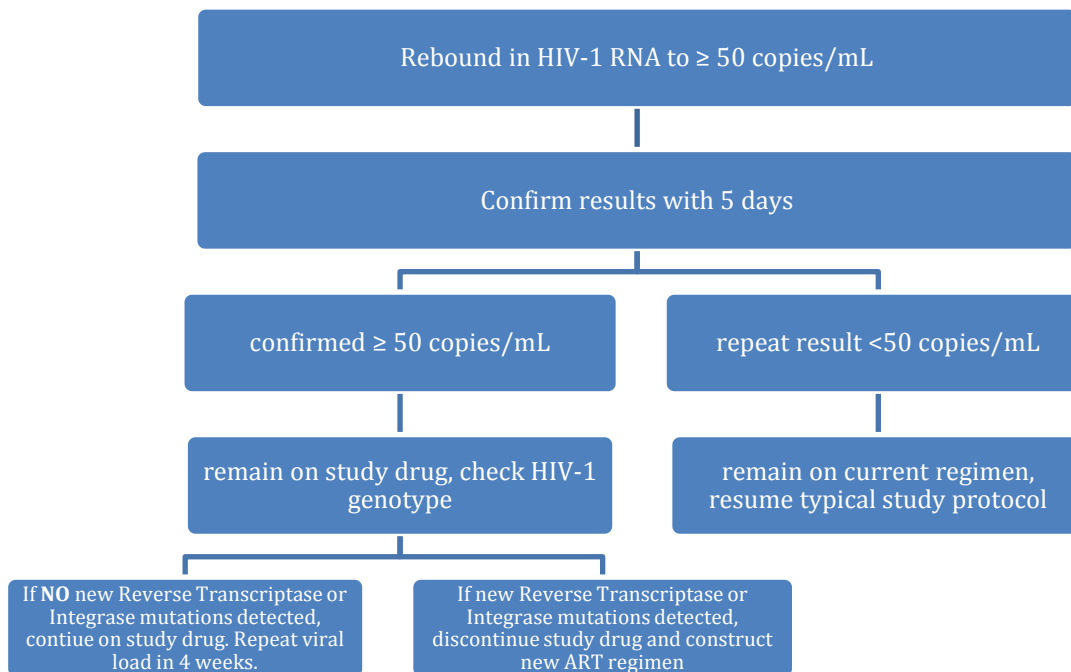 Rebound in HIV-1 RNA to ≥ 50 copies/mL
Confirm results with 5 days
confirmed ≥ 50 copies/mL
repeat result <50 copies/mL
remain on study drug, check HIV-1
genotype
remain on current regimen,
resume typical study protocol
If NO new Reverse Transcriptase or
Integrase mutations detected,
contiue on study drug. Repeat viral
load in 4 weeks.
If new Reverse Transcriptase or
Integrase mutations detected,
discontinue study drug and construct
new ART regimen